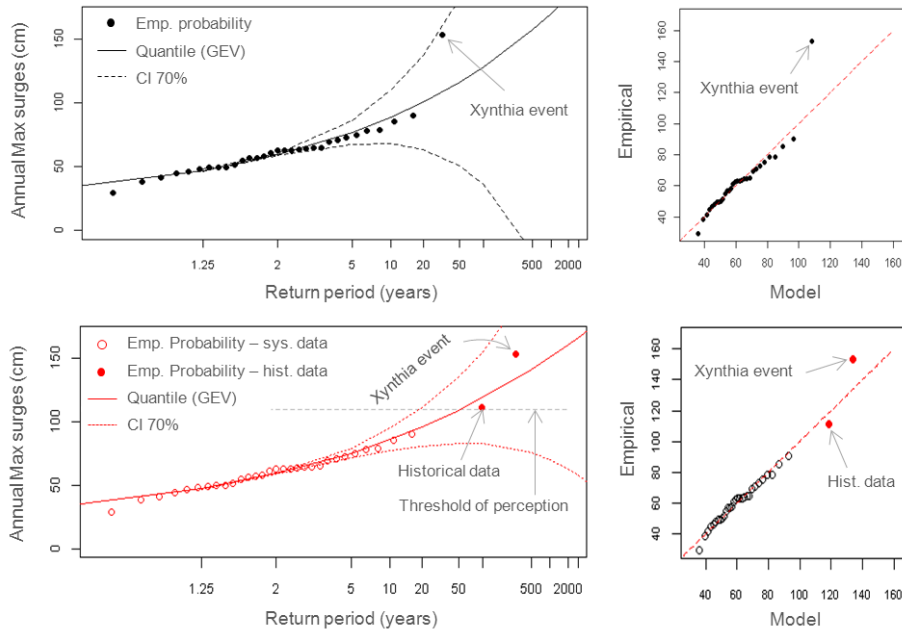 Emp. probability
Quantile (GEV)
CI 70%
Xynthia event
Annual Max surges (cm)
0 50 100 150
1.25 2 5 10 20 50 500 2000
Return period (years)
Xynthia event
Empirical
40 60 80 100 120 140 160
40 60 80 100 120 140 160
Model
Emp. Probability – sys. data
Emp. Probability – hist. data
Quantile (GEV)
CI 70%
Xynthia event
Historical data
Threshold of perception
Annual Max surges (cm)
0 50 100 150
1.25 2 5 10 20 50 500 2000
Return period (years)
Xynthia event
Hist. data
Empirical
40 60 80 100 120 140 160
40 60 80 100 120 140 160
Model